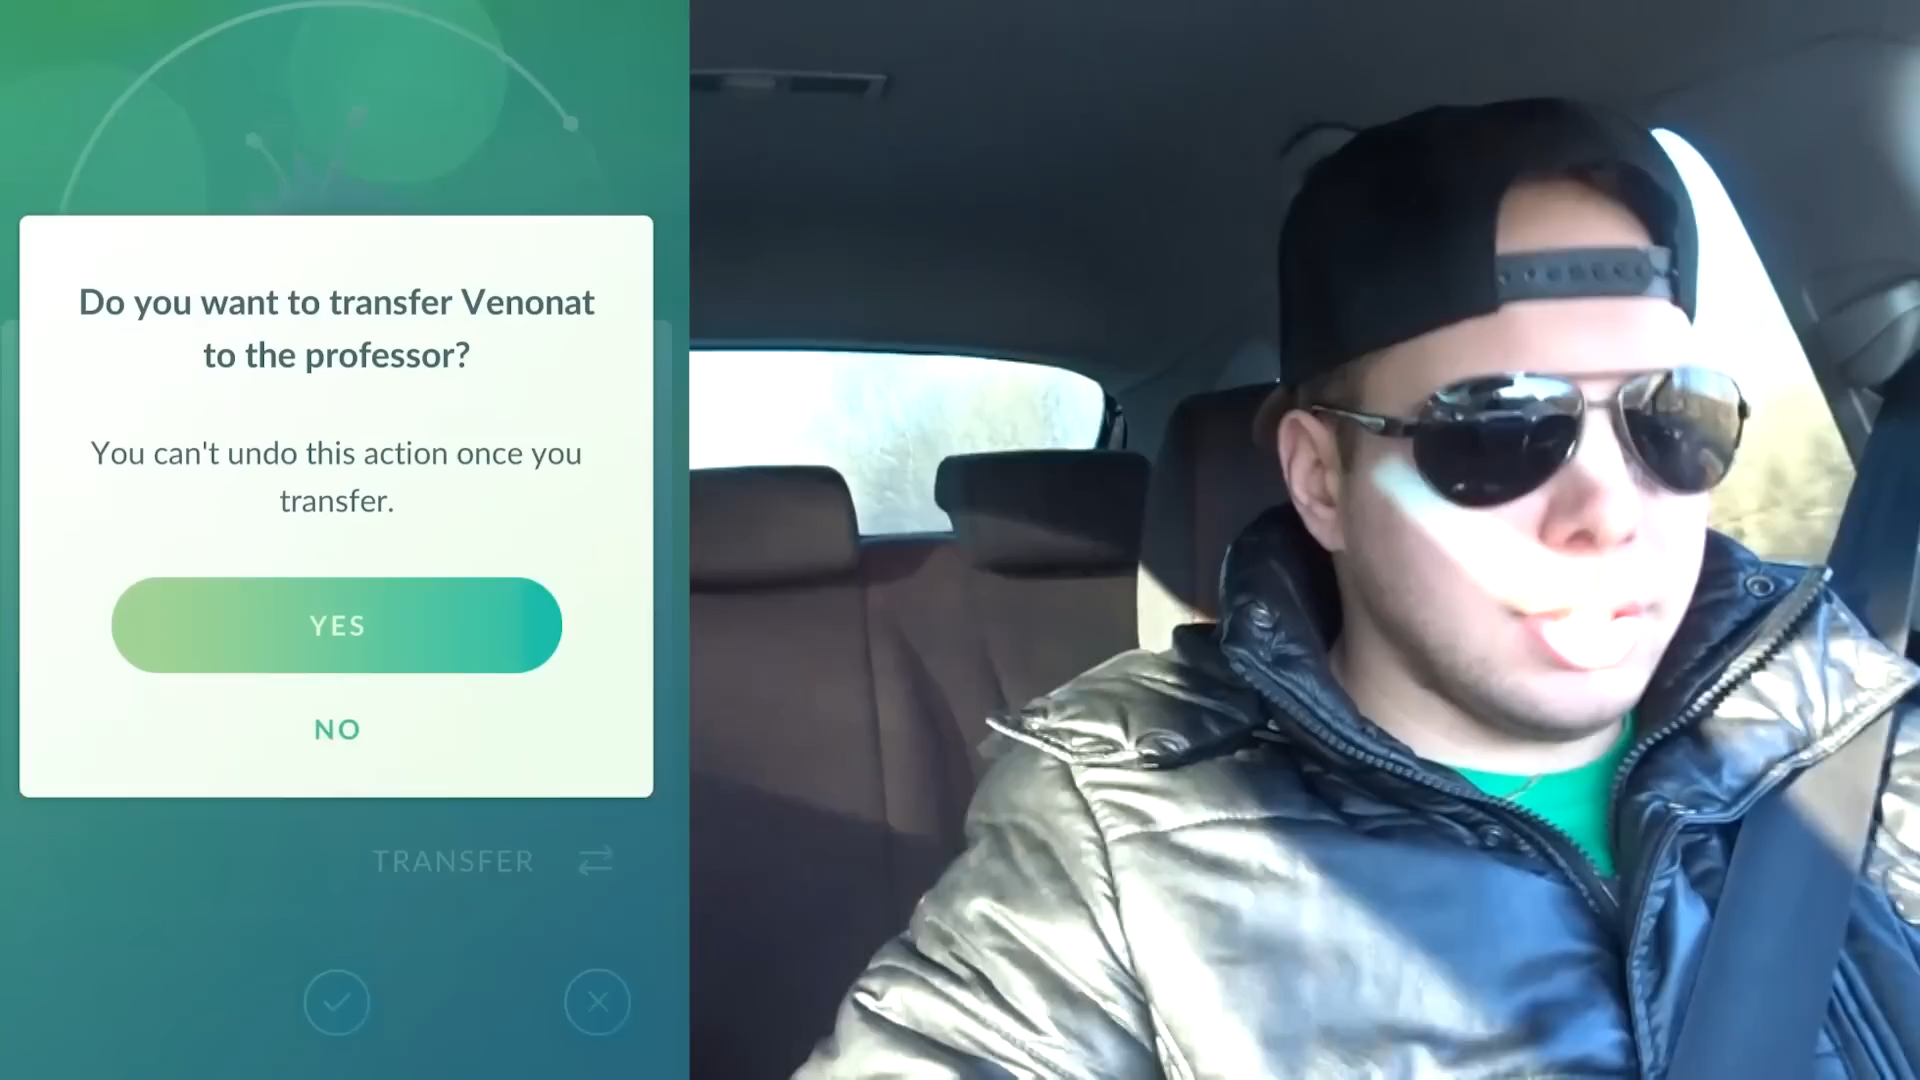 Do you want to transfer Venonat
to the professor?
You can't undo this action once you
transfer.
YES
NO
TRANSFER